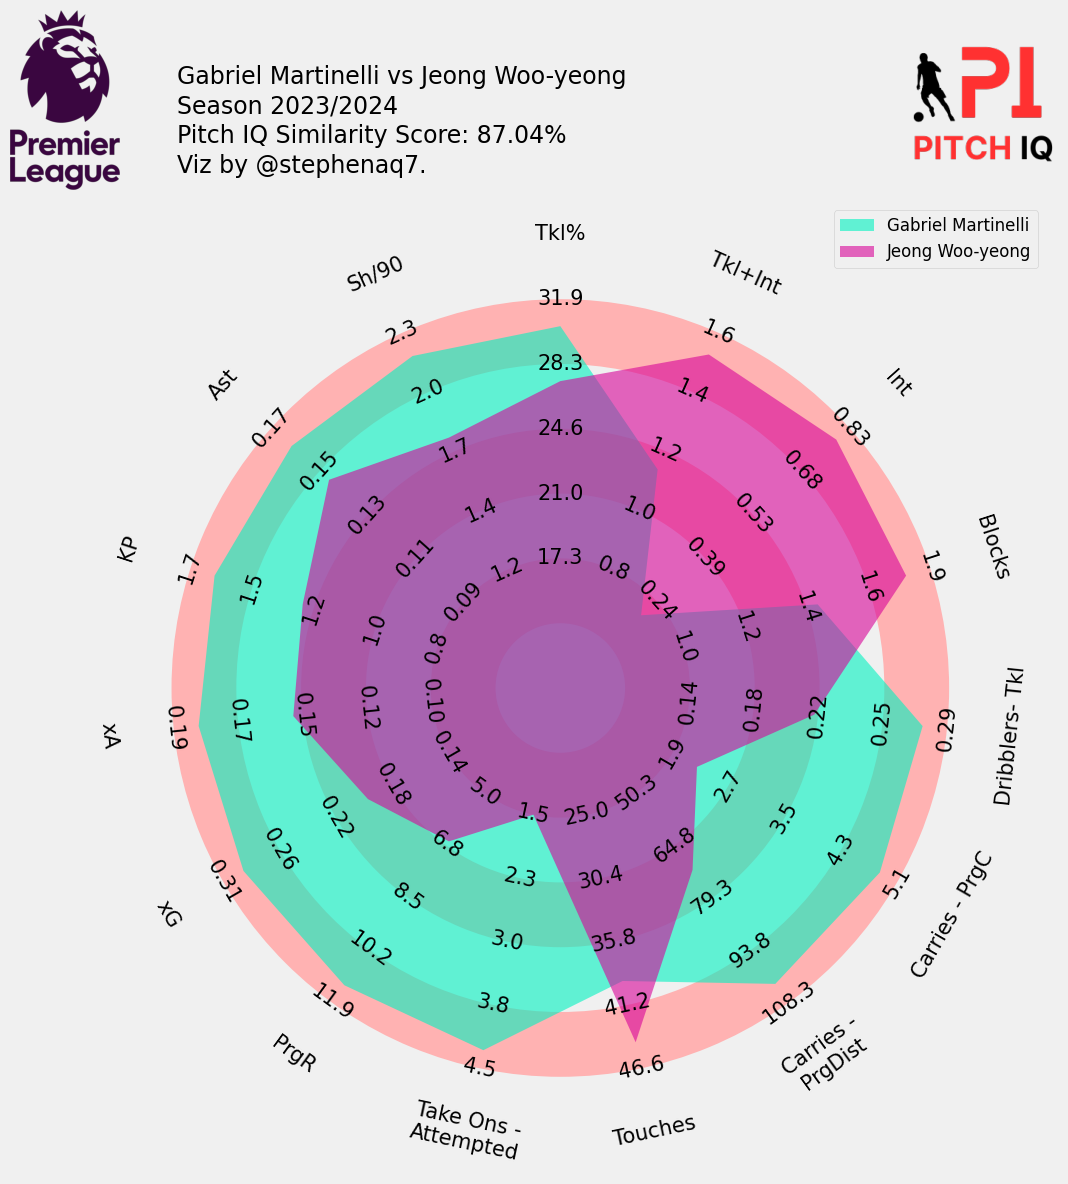 Premier
League
Gabriel Martinelli vs Jeong Woo-yeong
Season 2023/2024
Pitch IQ Similarity Score: 87.04%
Viz by @stephenaq7.
PI
PITCH IQ
Gabriel Martinelli
Jeong Woo-yeong
Tkl%
17.3
21.0
24.6
28.3
31.9
Tkl+Int
0.8
1.0
1.2
1.4
1.6
Int
0.24
0.39
0.53
0.68
0.83
Blocks
1.0
1.2
1.4
1.6
1.9
Dribblers- Tkl
0.14
0.18
0.22
0.25
0.29
Carries - PrgC
1.9
2.7
3.5
4.3
5.1
Carries -
PrgDist
50.3
64.8
79.3
93.8
108.3
Touches
25.0
30.4
35.8
41.2
46.6
Take Ons -
Attempted
1.5
2.3
3.0
3.8
4.5
PrgR
5.0
6.8
8.5
10.2
11.9
xG
0.14
0.18
0.22
0.26
0.31
xA
0.10
0.12
0.15
0.17
0.19
KP
0.8
1.0
1.2
1.5
1.7
Ast
0.09
0.11
0.13
0.15
0.17
Sh/90
1.2
1.4
1.7
2.0
2.3